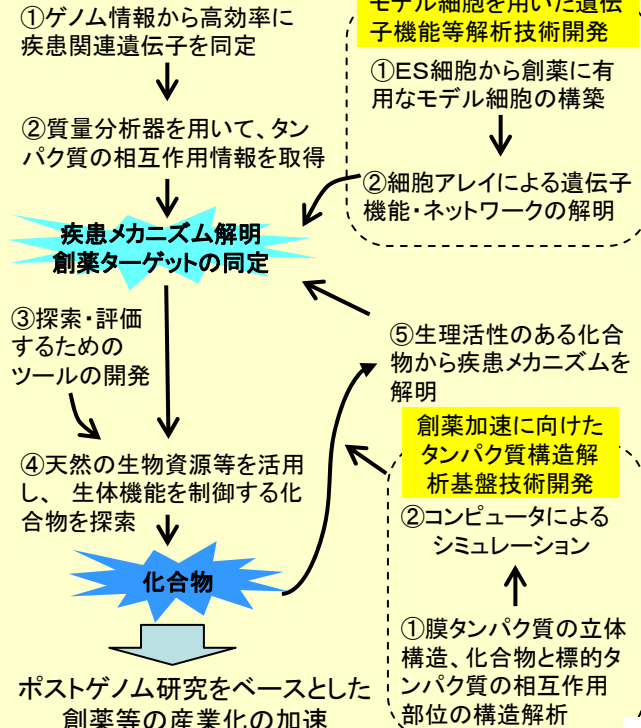 ①ゲノム情報から高効率に
疾患関連遺伝子を同定
②質量分析器を用いて、タン
パク質の相互作用情報を取得
疾患メカニズム解明
創薬ターゲットの同定
③探索・評価
するための
ツールの開発
④天然の生物資源等を活用
し、 生体機能を制御する化
合物を探索
化合物
ポストゲノム研究をベースとした
創薬等の産業化の加速
モデル細胞を用いた遺伝
子機能等解析技術開発
①ES細胞から創薬に有
用なモデル細胞の構築
②細胞アレイによる遺伝子
機能・ネットワークの解明
⑤生理活性のある化合
物から疾患メカニズムを
解明
創薬加速に向けた
タンパク質構造解
析基盤技術開発
②コンピュータによる
シミュレーション
①膜タンパク質の立体
構造、化合物と標的タ
ンパク質の相互作用
部位の構造解析